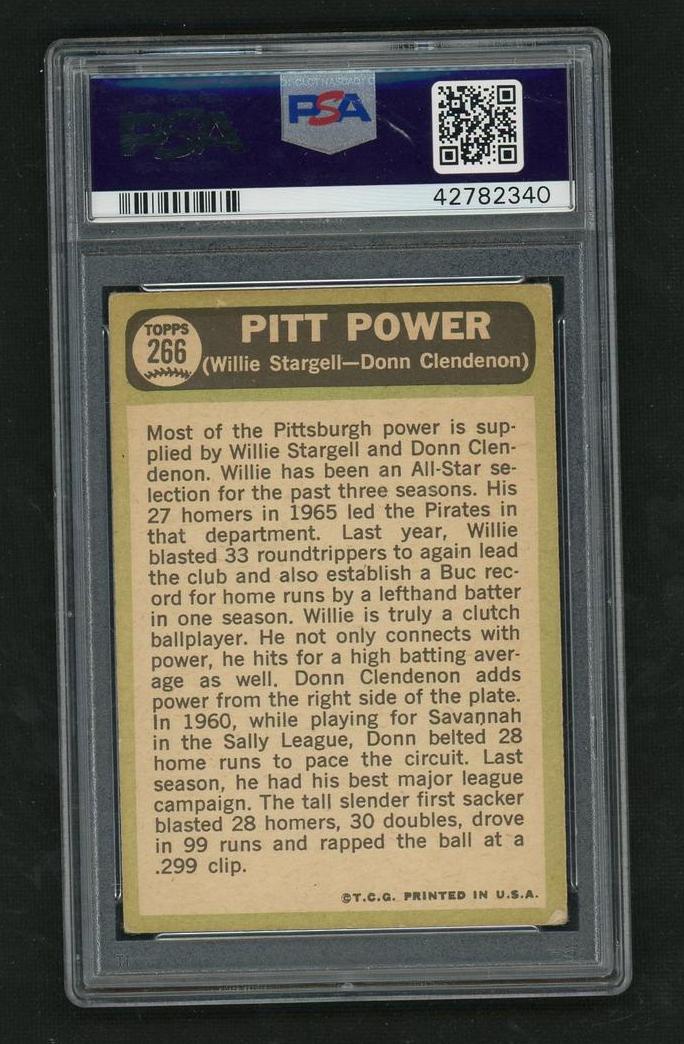 PSA
PSA
42782340
TOPPS
266
PITT POWER
(Willie Stargell—Donn Clendenon)
Most of the Pittsburgh power is sup-
plied by Willie Stargell and Donn Clen-
denon. Willie has been an All-Star se-
lection for the past three seasons. His
27 homers in 1965 led the Pirates in
that department. Last year, Willie
blasted 33 roundtrippers to again lead
the club and also establish a Buc rec-
ord for home runs by a lefthand batter
in one season. Willie is truly a clutch
ballplayer. He not only connects with
power, he hits for a high batting aver-
age as well. Donn Clendenon adds
power from the right side of the plate.
In 1960, while playing for Savannah
in the Sally League, Donn belted 28
home runs to pace the circuit. Last
season, he had his best major league
campaign. The tall slender first sacker
blasted 28 homers, 30 doubles, drove
in 99 runs and rapped the ball at a
.299 clip.
©T.C.G. PRINTED IN U.S.A.